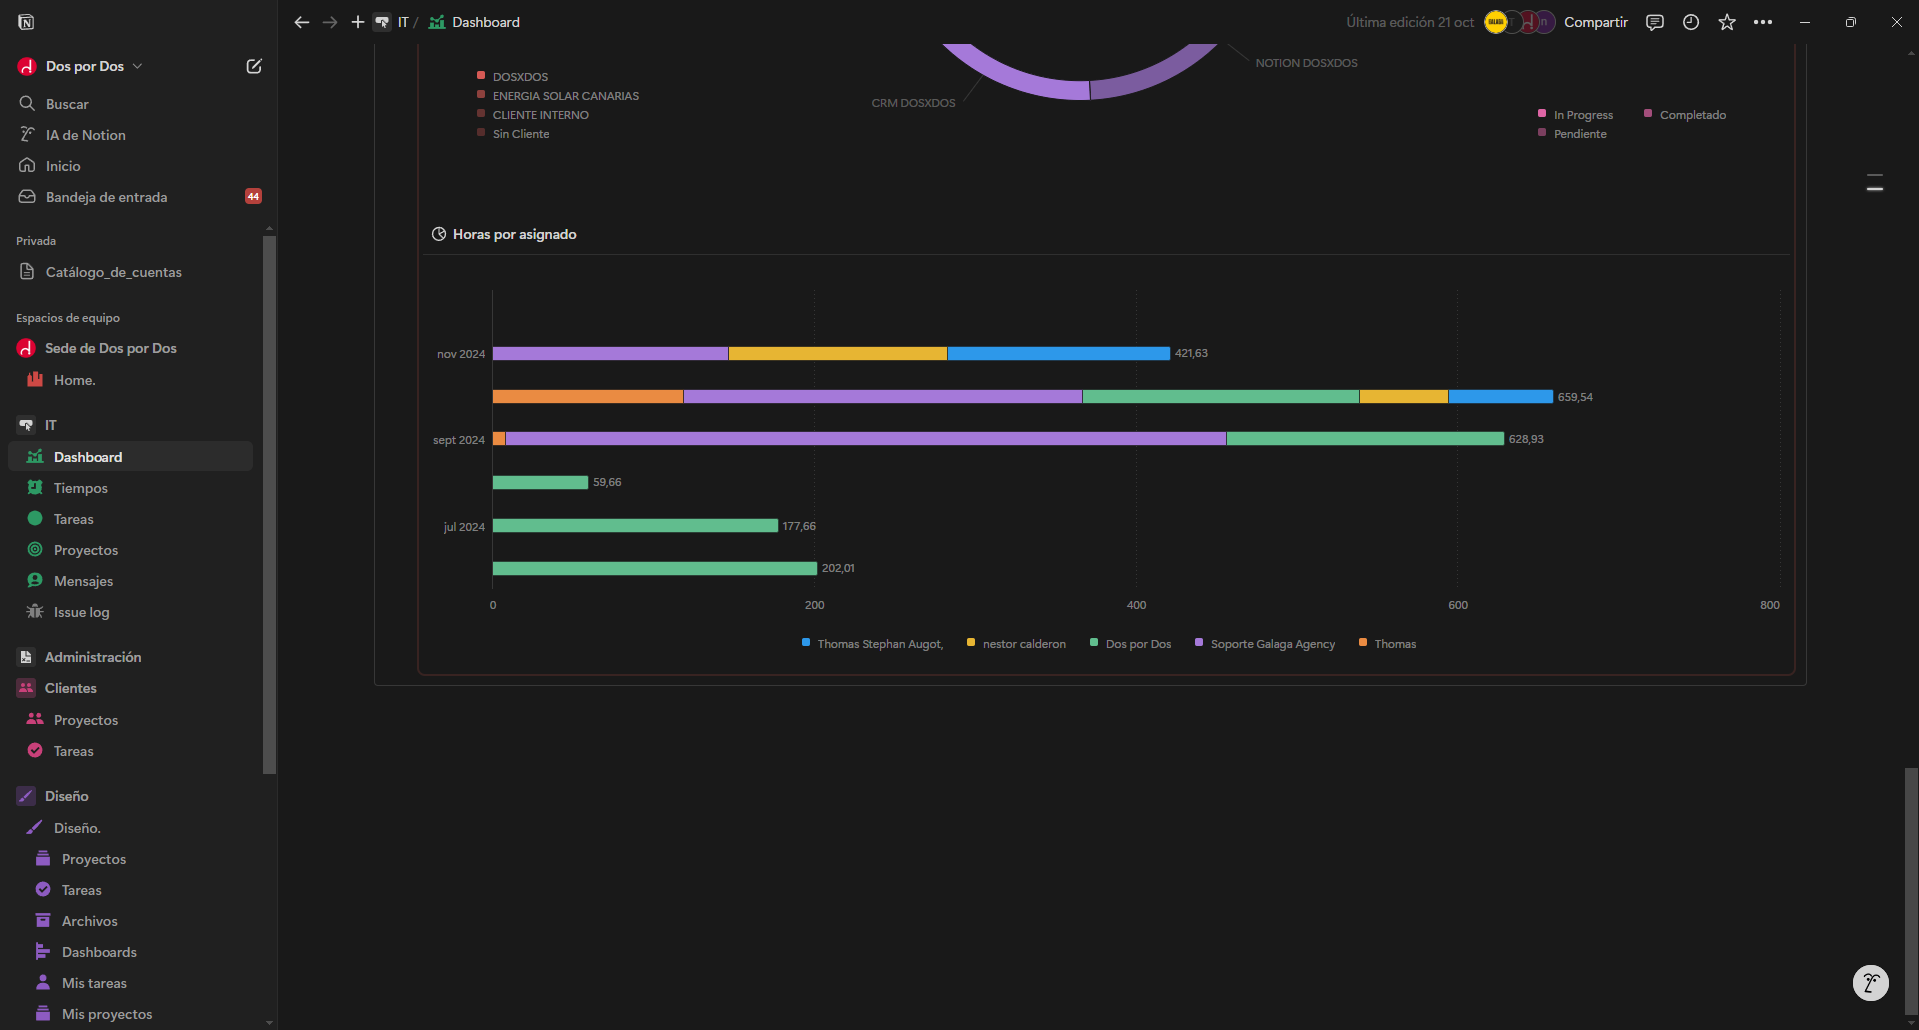 Dos por Dos
Buscar
IA de Notion
Inicio
Bandeja de entrada
44
Privada
Catálogo_de_cuentas
Espacios de equipo
Sede de Dos por Dos
Home.
IT
Dashboard
Tiempos
Tareas
Proyectos
Mensajes
Issue log
Administración
Clientes
Proyectos
Tareas
Diseño
Diseño.
Proyectos
Tareas
Archivos
Dashboards
Mis tareas
Mis proyectos
IT / Dashboard
Última edición 21 oct
Compartir
DOSXDOS
ENERGIA SOLAR CANARIAS
CLIENTE INTERNO
Sin Cliente
CRM DOSXDOS
NOTION DOSXDOS
In Progress
Completado
Pendiente
Horas por asignado
nov 2024
421,63
659,54
sept 2024
628,93
59,66
jul 2024
177,66
202,01
0
200
400
600
800
Thomas Stephan Augot,
nestor calderon
Dos por Dos
Soporte Galaga Agency
Thomas